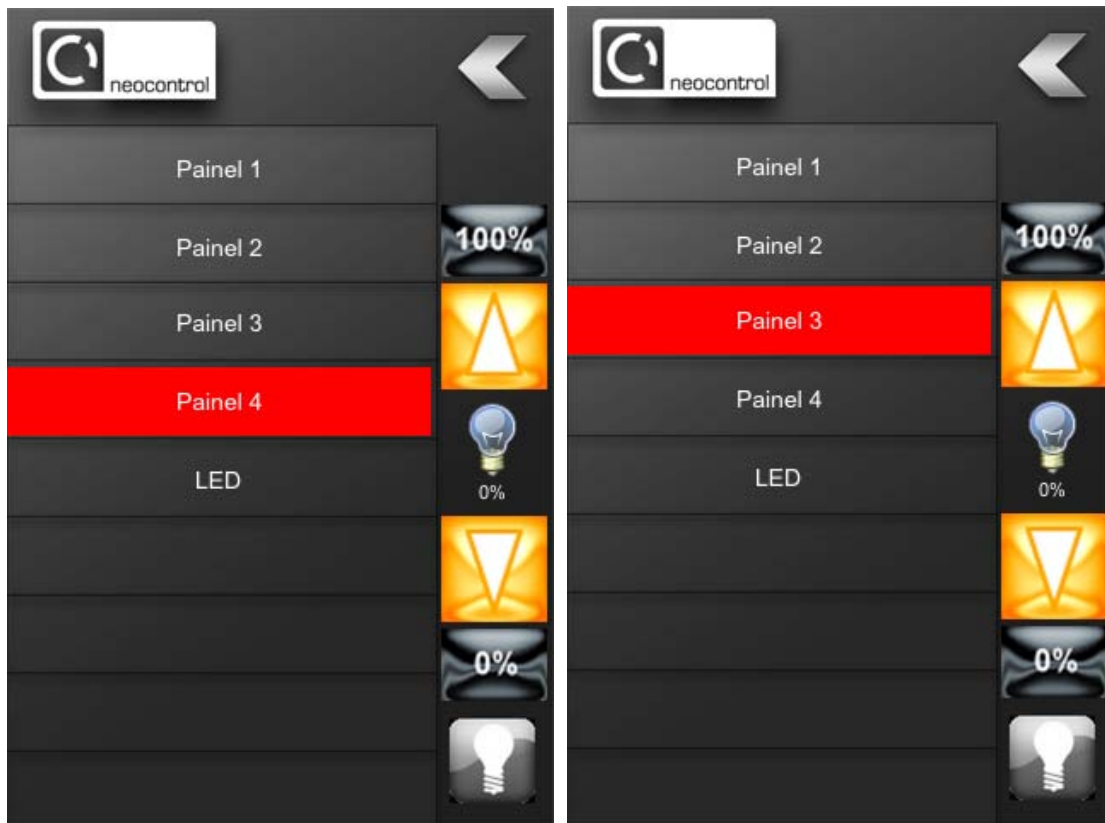 neocontrol
Painel 1
Painel 2
100%
Painel 3
Painel 4
LED
0%
0%
neocontrol
Painel 1
Painel 2
100%
Painel 3
Painel 4
LED
0%
0%